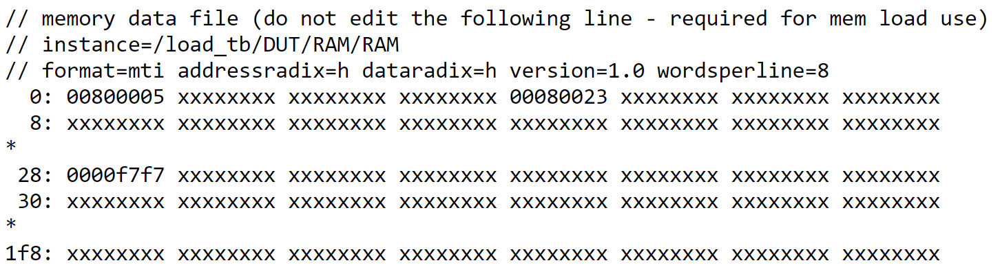 // memory data file (do not edit the following line - required for mem load use)
// instance=/load_tb/DUT/RAM/RAM
// format=mti addressradix=h dataradix=h version=1.0 wordsperline=8
  0: 00800005 xxxxxxxx xxxxxxxx xxxxxxxx 00080023 xxxxxxxx xxxxxxxx xxxxxxxx
  8: xxxxxxxx xxxxxxxx xxxxxxxx xxxxxxxx xxxxxxxx xxxxxxxx xxxxxxxx xxxxxxxx
*
 28: 0000f7f7 xxxxxxxx xxxxxxxx xxxxxxxx xxxxxxxx xxxxxxxx xxxxxxxx xxxxxxxx
 30: xxxxxxxx xxxxxxxx xxxxxxxx xxxxxxxx xxxxxxxx xxxxxxxx xxxxxxxx xxxxxxxx
*
1f8: xxxxxxxx xxxxxxxx xxxxxxxx xxxxxxxx xxxxxxxx xxxxxxxx xxxxxxxx xxxxxxxx